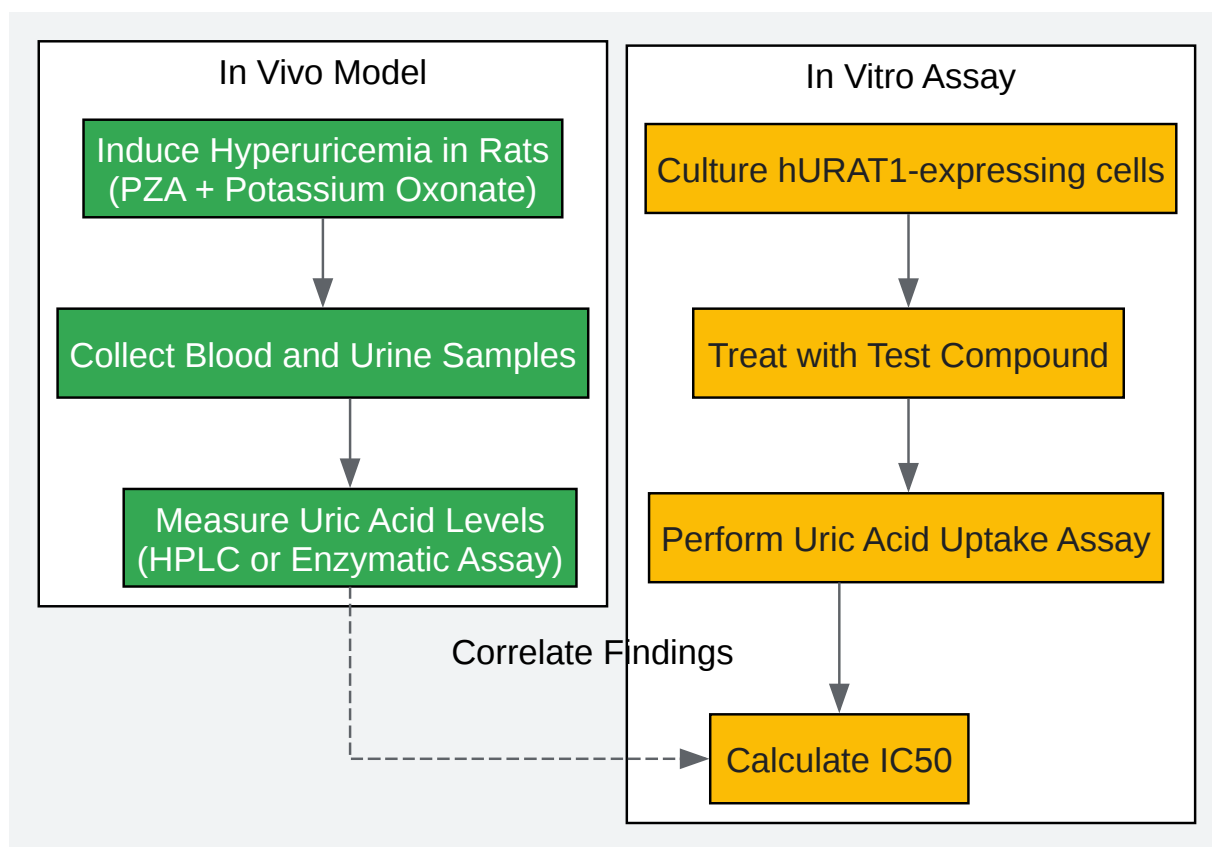 In Vivo Model
Induce Hyperuricemia in Rats
(PZA + Potassium Oxonate)
Collect Blood and Urine Samples
Measure Uric Acid Levels
(HPLC or Enzymatic Assay)
Correlate Findings
In Vitro Assay
Culture hURAT1-expressing cells
Treat with Test Compound
Perform Uric Acid Uptake Assay
Calculate IC50